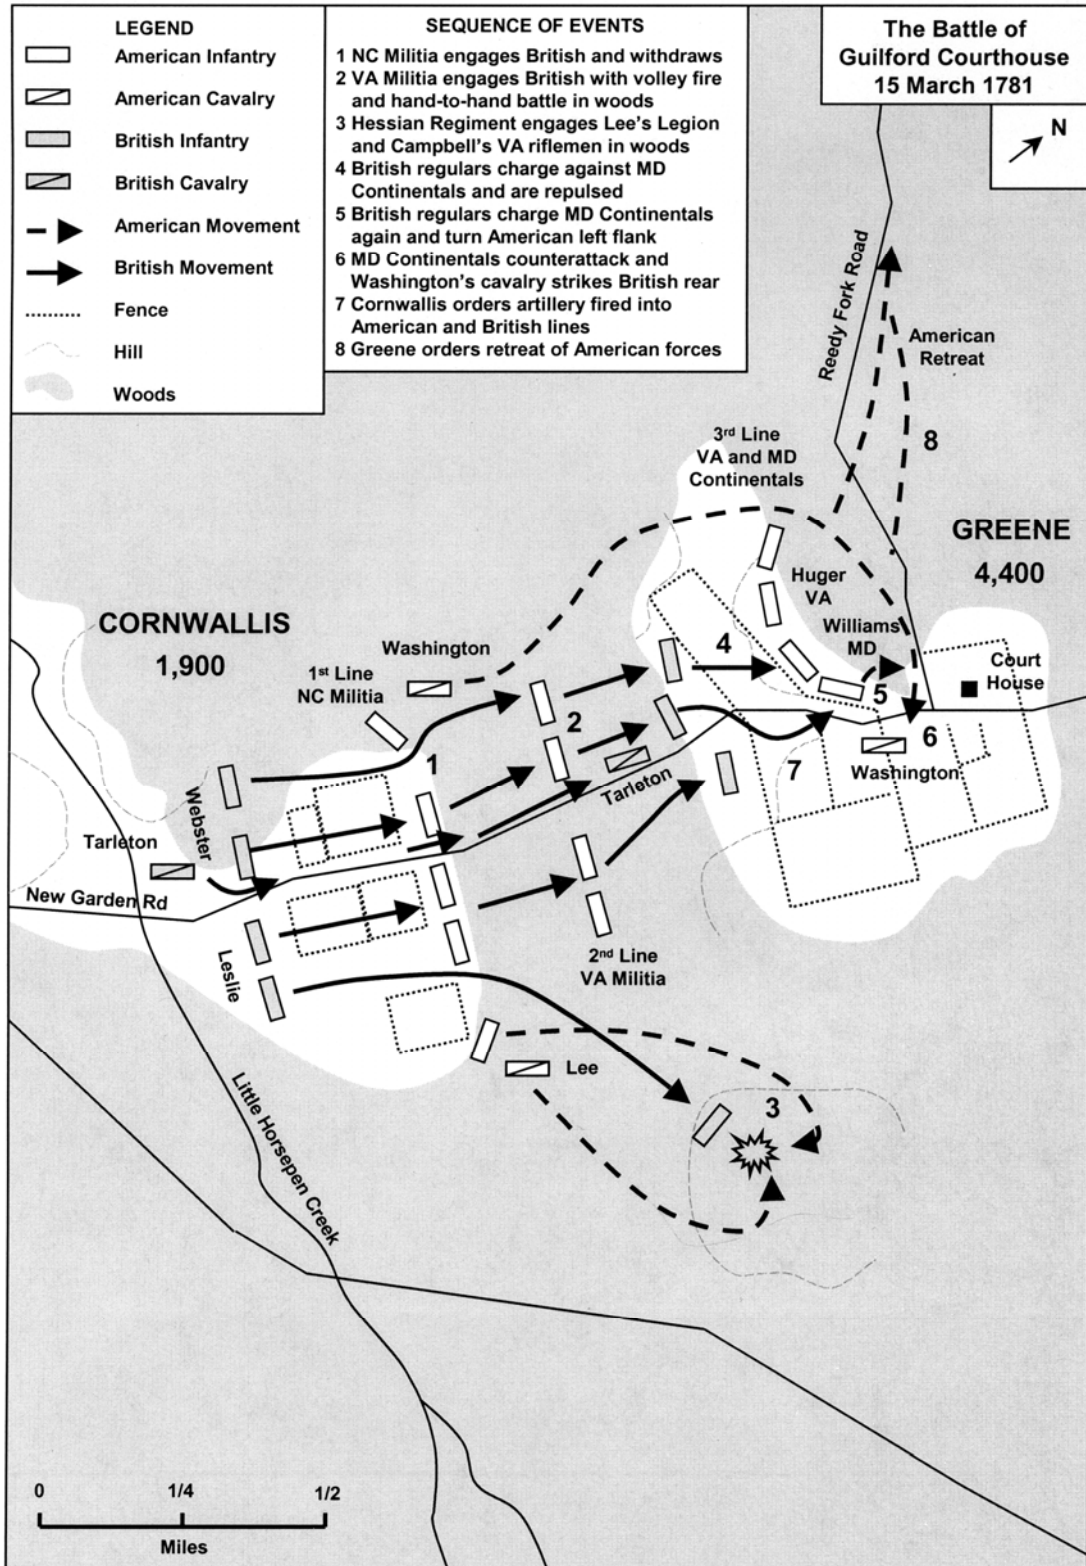 LEGEND
American Infantry
American Cavalry
British Infantry
British Cavalry
American Movement
British Movement
Fence
Hill
Woods
SEQUENCE OF EVENTS
1 NC Militia engages British and withdraws
2 VA Militia engages British with volley fire
and hand-to-hand battle in woods
3 Hessian Regiment engages Lee's Legion
and Campbell's VA riflemen in woods
4 British regulars charge against MD
Continentals and are repulsed
5 British regulars charge MD Continentals
again and turn American left flank
6 MD Continentals counterattack and
Washington's cavalry strikes British rear
7 Cornwallis orders artillery fired into
American and British lines
8 Greene orders retreat of American forces
The Battle of
Guilford Courthouse
15 March 1781
N
Reedy Fork Road
American
Retreat
8
3rd Line
VA and MD
Continentals
GREENE
4,400
Huger
VA
Williams
MD
Court
House
CORNWALLIS
1,900
Washington
1st Line
NC Militia
4
5
6
2
1
7
Washington
Tarleton
Webster
Tarleton
New Garden Rd
Leslie
2nd Line
VA Militia
Lee
3
Little Horsepen Creek
0 1/4 1/2
Miles